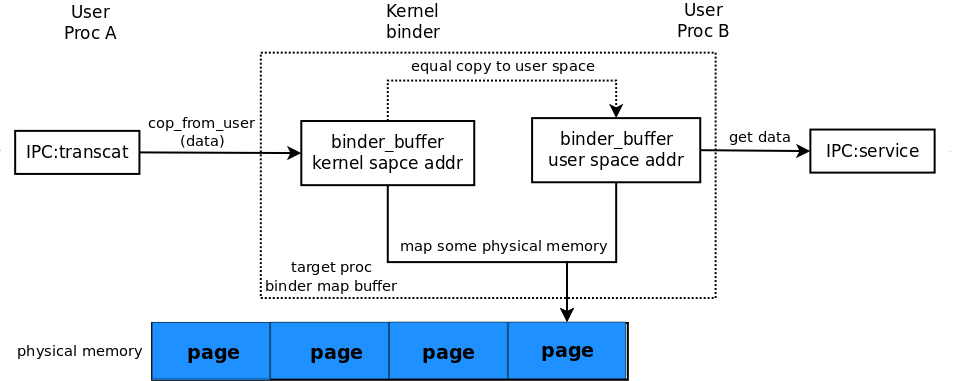 User
Proc A
Kernel
binder
User
Proc B
equal copy to user space
cop_from_user
(data)
IPC:transcat
binder_buffer
kernel sapce addr
binder_buffer
user space addr
get data
IPC:service
map some physical memory
target proc
binder map buffer
physical memory
page
page
page
page